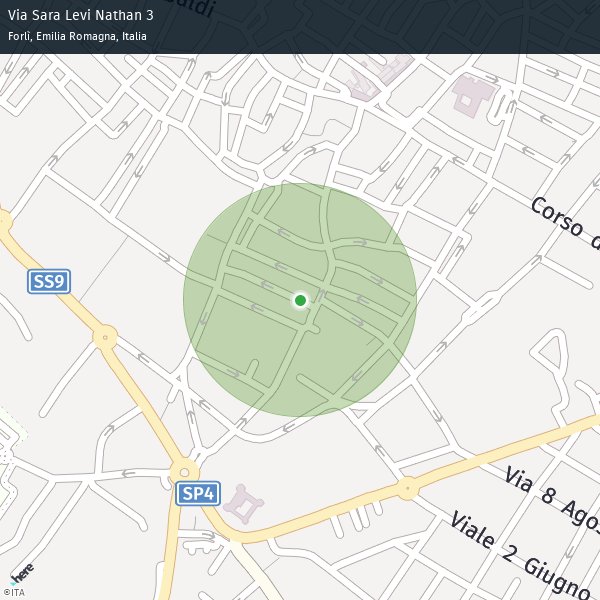 Via Sara Levi Nathan 3
Forlì, Emilia Romagna, Italia
aldi
Corso d
SS9
SP4
Via 8 Agos
Viale 2 Giugno
here
©ITA